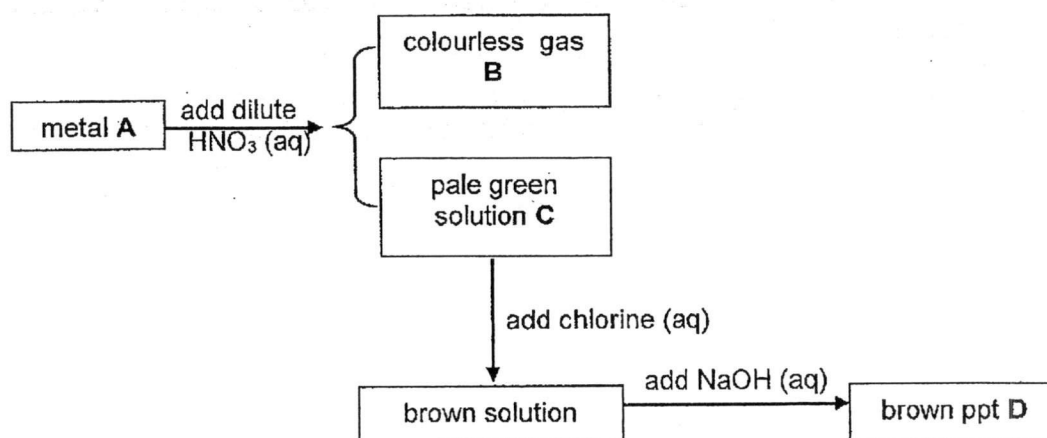 colourless gas
B
metal A
add dilute
HNO₃ (aq)
pale green
solution C
add chlorine (aq)
brown solution
add NaOH (aq)
brown ppt D